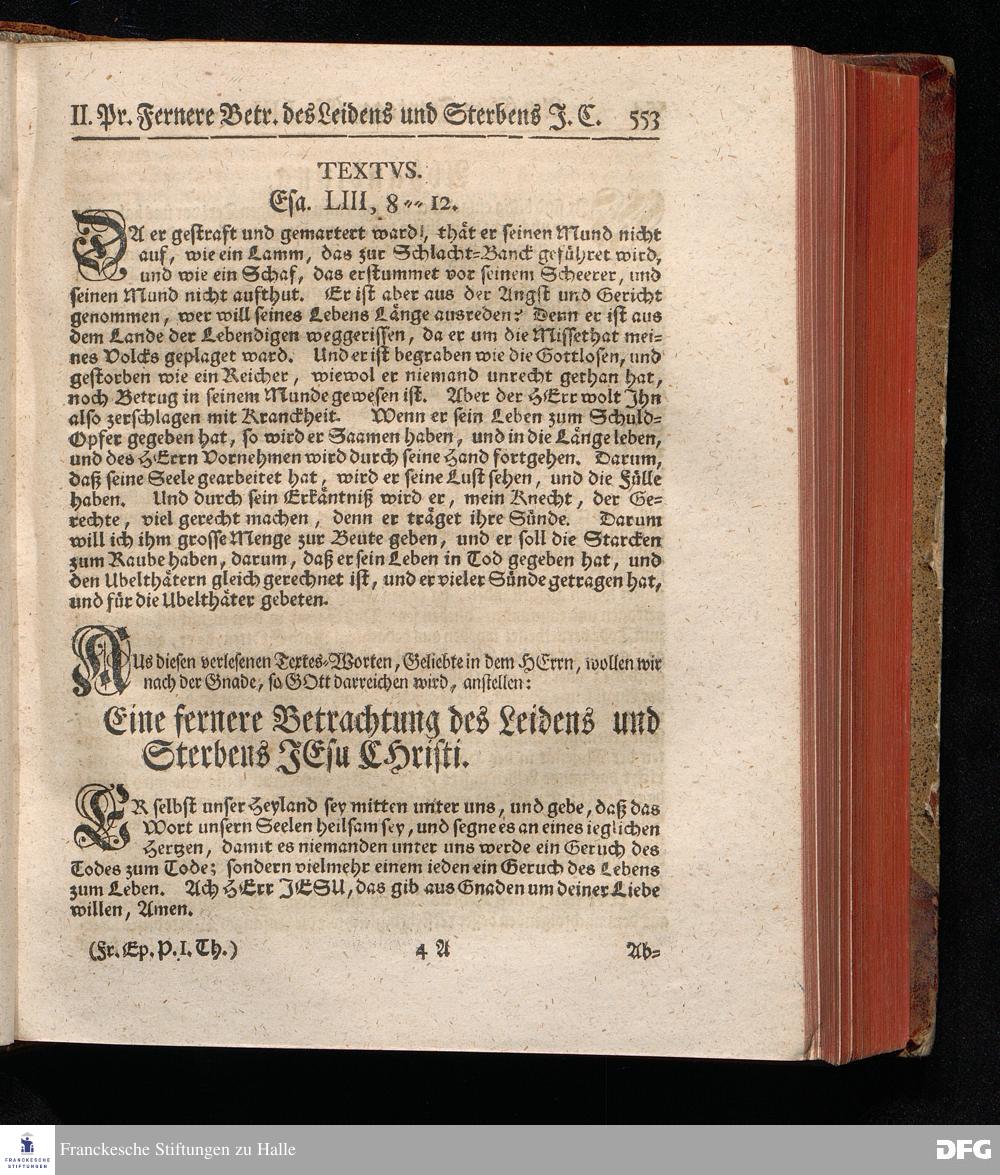 II. Pr. Fernere Betr. des Leidens und Sterbens J. C. 553
TEXTVS.
Esa. LIII, 8-- 12.
DA er gestraft und gemartert ward!, thät er seinen Mund nicht
auf, wie ein Lamm, das zur Schlacht-Banck geführet wird,
und wie ein Schaf, das erstummet vor seinem Scheerer, und
seinen Mund nicht aufthut. Er ist aber aus der Angst und Gericht
genommen, wer will seines Lebens Länge ausreden? Denn er ist aus
dem Lande der Lebendigen weggerissen, da er um die Missethat mei-
nes Volcks geplaget ward. Und er ist begraben wie die Gottlosen, und
gestorben wie ein Reicher, wiewol er niemand unrecht gethan hat,
noch Betrug in seinem Munde gewesen ist. Aber der HErr wolt Ihn
also zerschlagen mit Kranckheit. Wenn er sein Leben zum Schuld-
Opfer gegeben hat, so wird er Saamen haben, und in die Länge leben,
und des HErrn Vornehmen wird durch seine Hand fortgehen. Darum,
daß seine Seele gearbeitet hat, wird er seine Lust sehen, und die Fülle
haben. Und durch sein Erkäntniß wird er, mein Knecht, der Ge-
rechte, viel gerecht machen, denn er träget ihre Sünde. Darum
will ich ihm grosse Menge zur Beute geben, und er soll die Starcken
zum Raube haben, darum, daß er sein Leben in Tod gegeben hat, und
den Ubelthätern gleich gerechnet ist, und er vieler Sünde getragen hat,
und für die Ubelthäter gebeten.
AUs diesen verlesenen Textes-Worten, Geliebte in dem HErrn, wollen wir
nach der Gnade, so GOtt darreichen wird, anstellen:
Eine fernere Betrachtung des Leidens und
Sterbens JEsu CHristi.
ER selbst unser Heyland sey mitten unter uns, und gebe, daß das
Wort unsern Seelen heilsam sey, und segne es an eines ieglichen
Hertzen, damit es niemanden unter uns werde ein Geruch des
Todes zum Tode; sondern vielmehr einem ieden ein Geruch des Lebens
zum Leben. Ach HErr JESU, das gib aus Gnaden um deiner Liebe
willen, Amen.
(Fr. Ep. P. I. Th.) 4 A Ab-
FRANCKESCHE STIFTUNGEN
Franckesche Stiftungen zu Halle
DFG